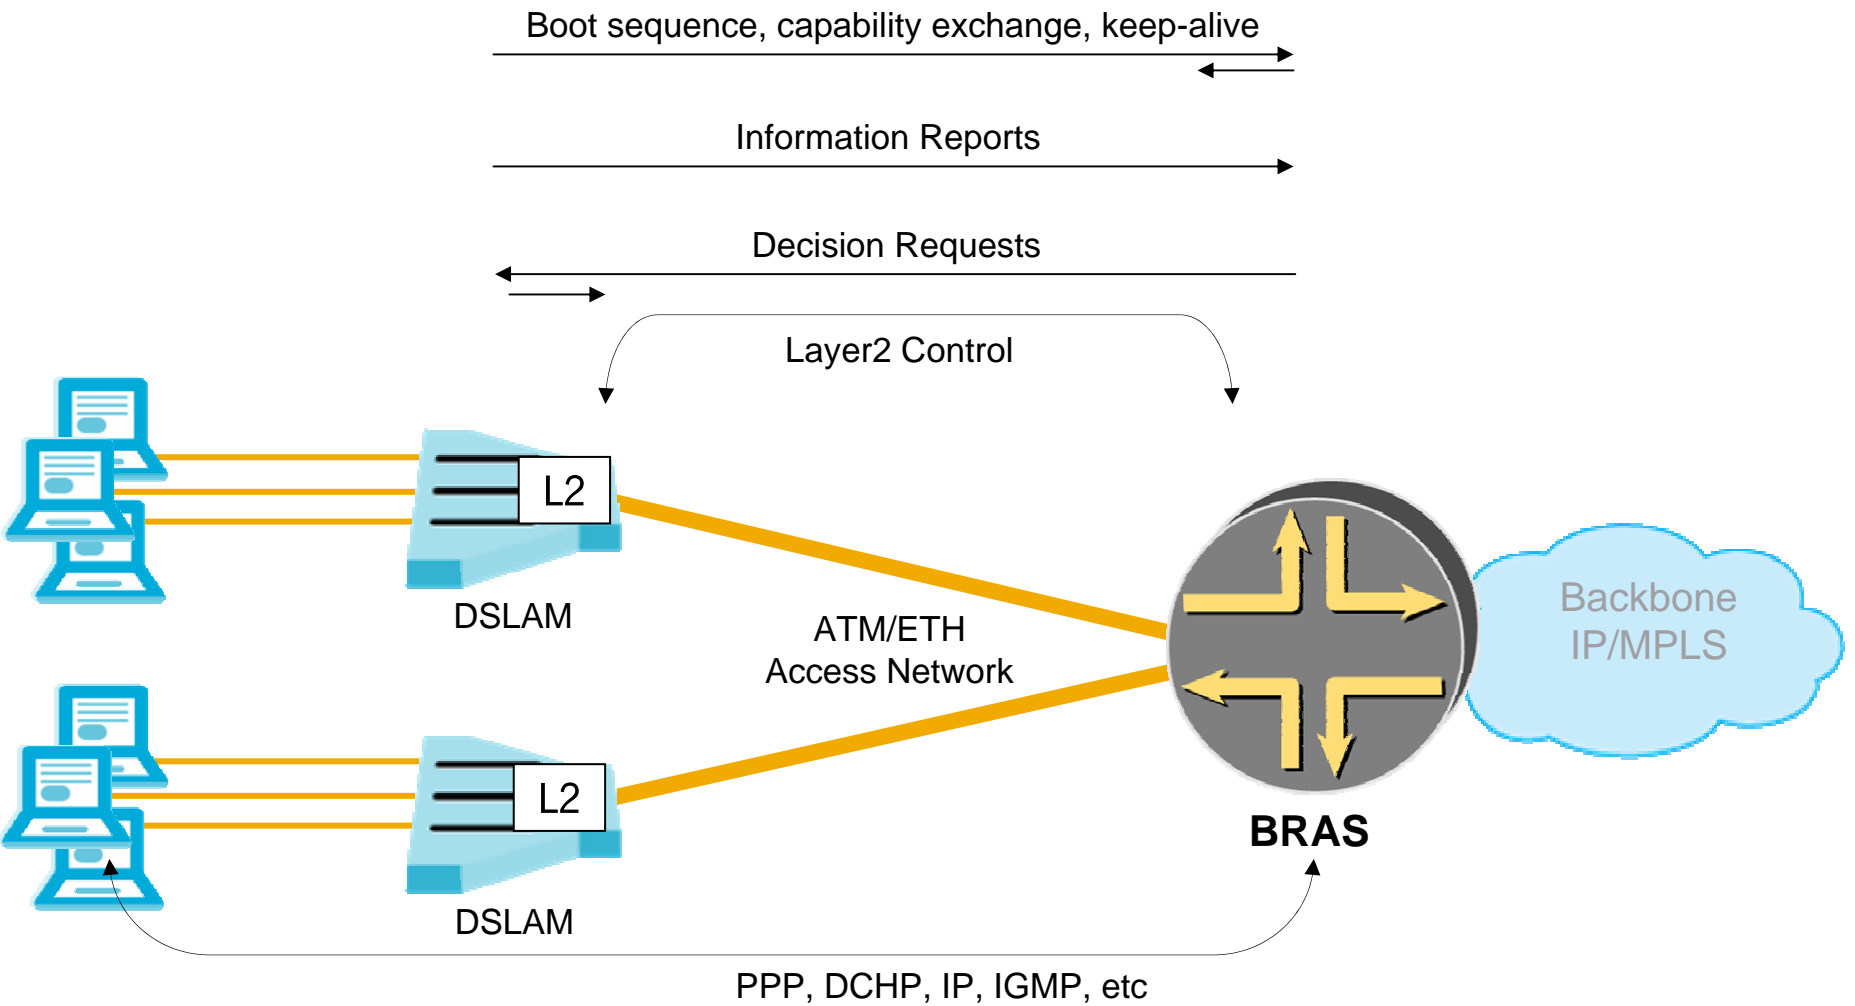 Boot sequence, capability exchange, keep-alive
Information Reports
Decision Requests
Layer2 Control
L2
DSLAM
ATM/ETH
Access Network
Backbone
IP/MPLS
L2
BRAS
DSLAM
PPP, DCHP, IP, IGMP, etc